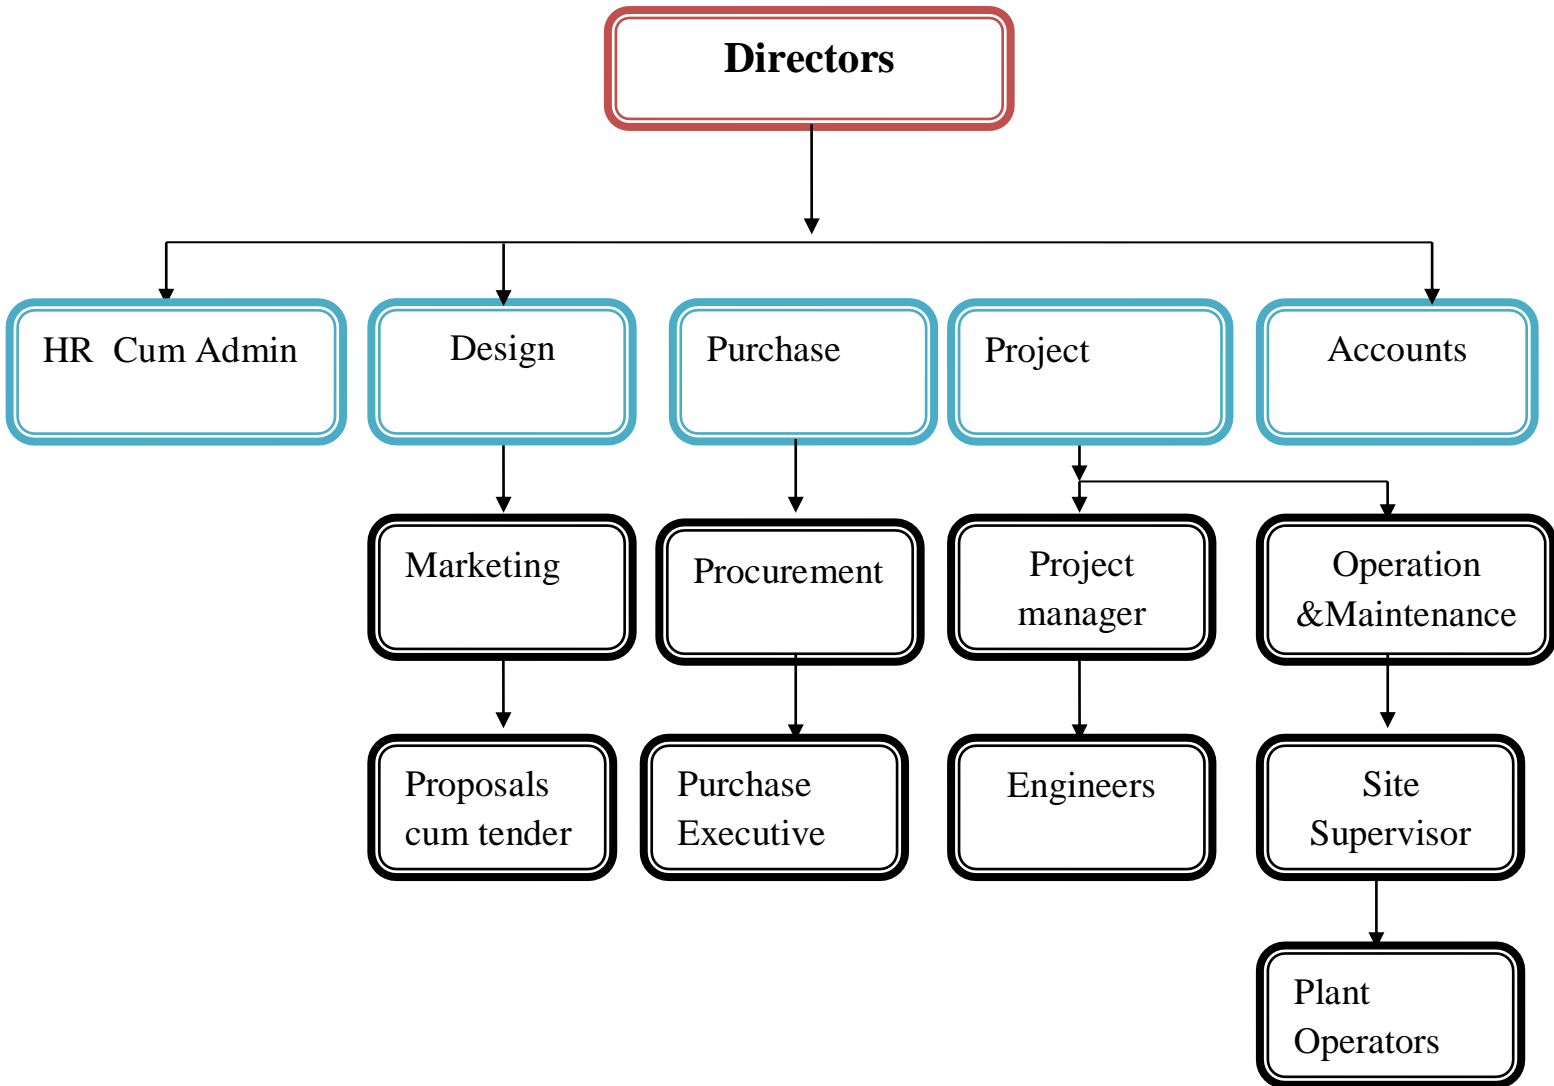 Directors
HR  Cum Admin
Design
Purchase
Project
Accounts
Marketing
Procurement
Project
manager
Operation
&Maintenance
Proposals
cum tender
Purchase
Executive
Engineers
Site
Supervisor
Plant
Operators